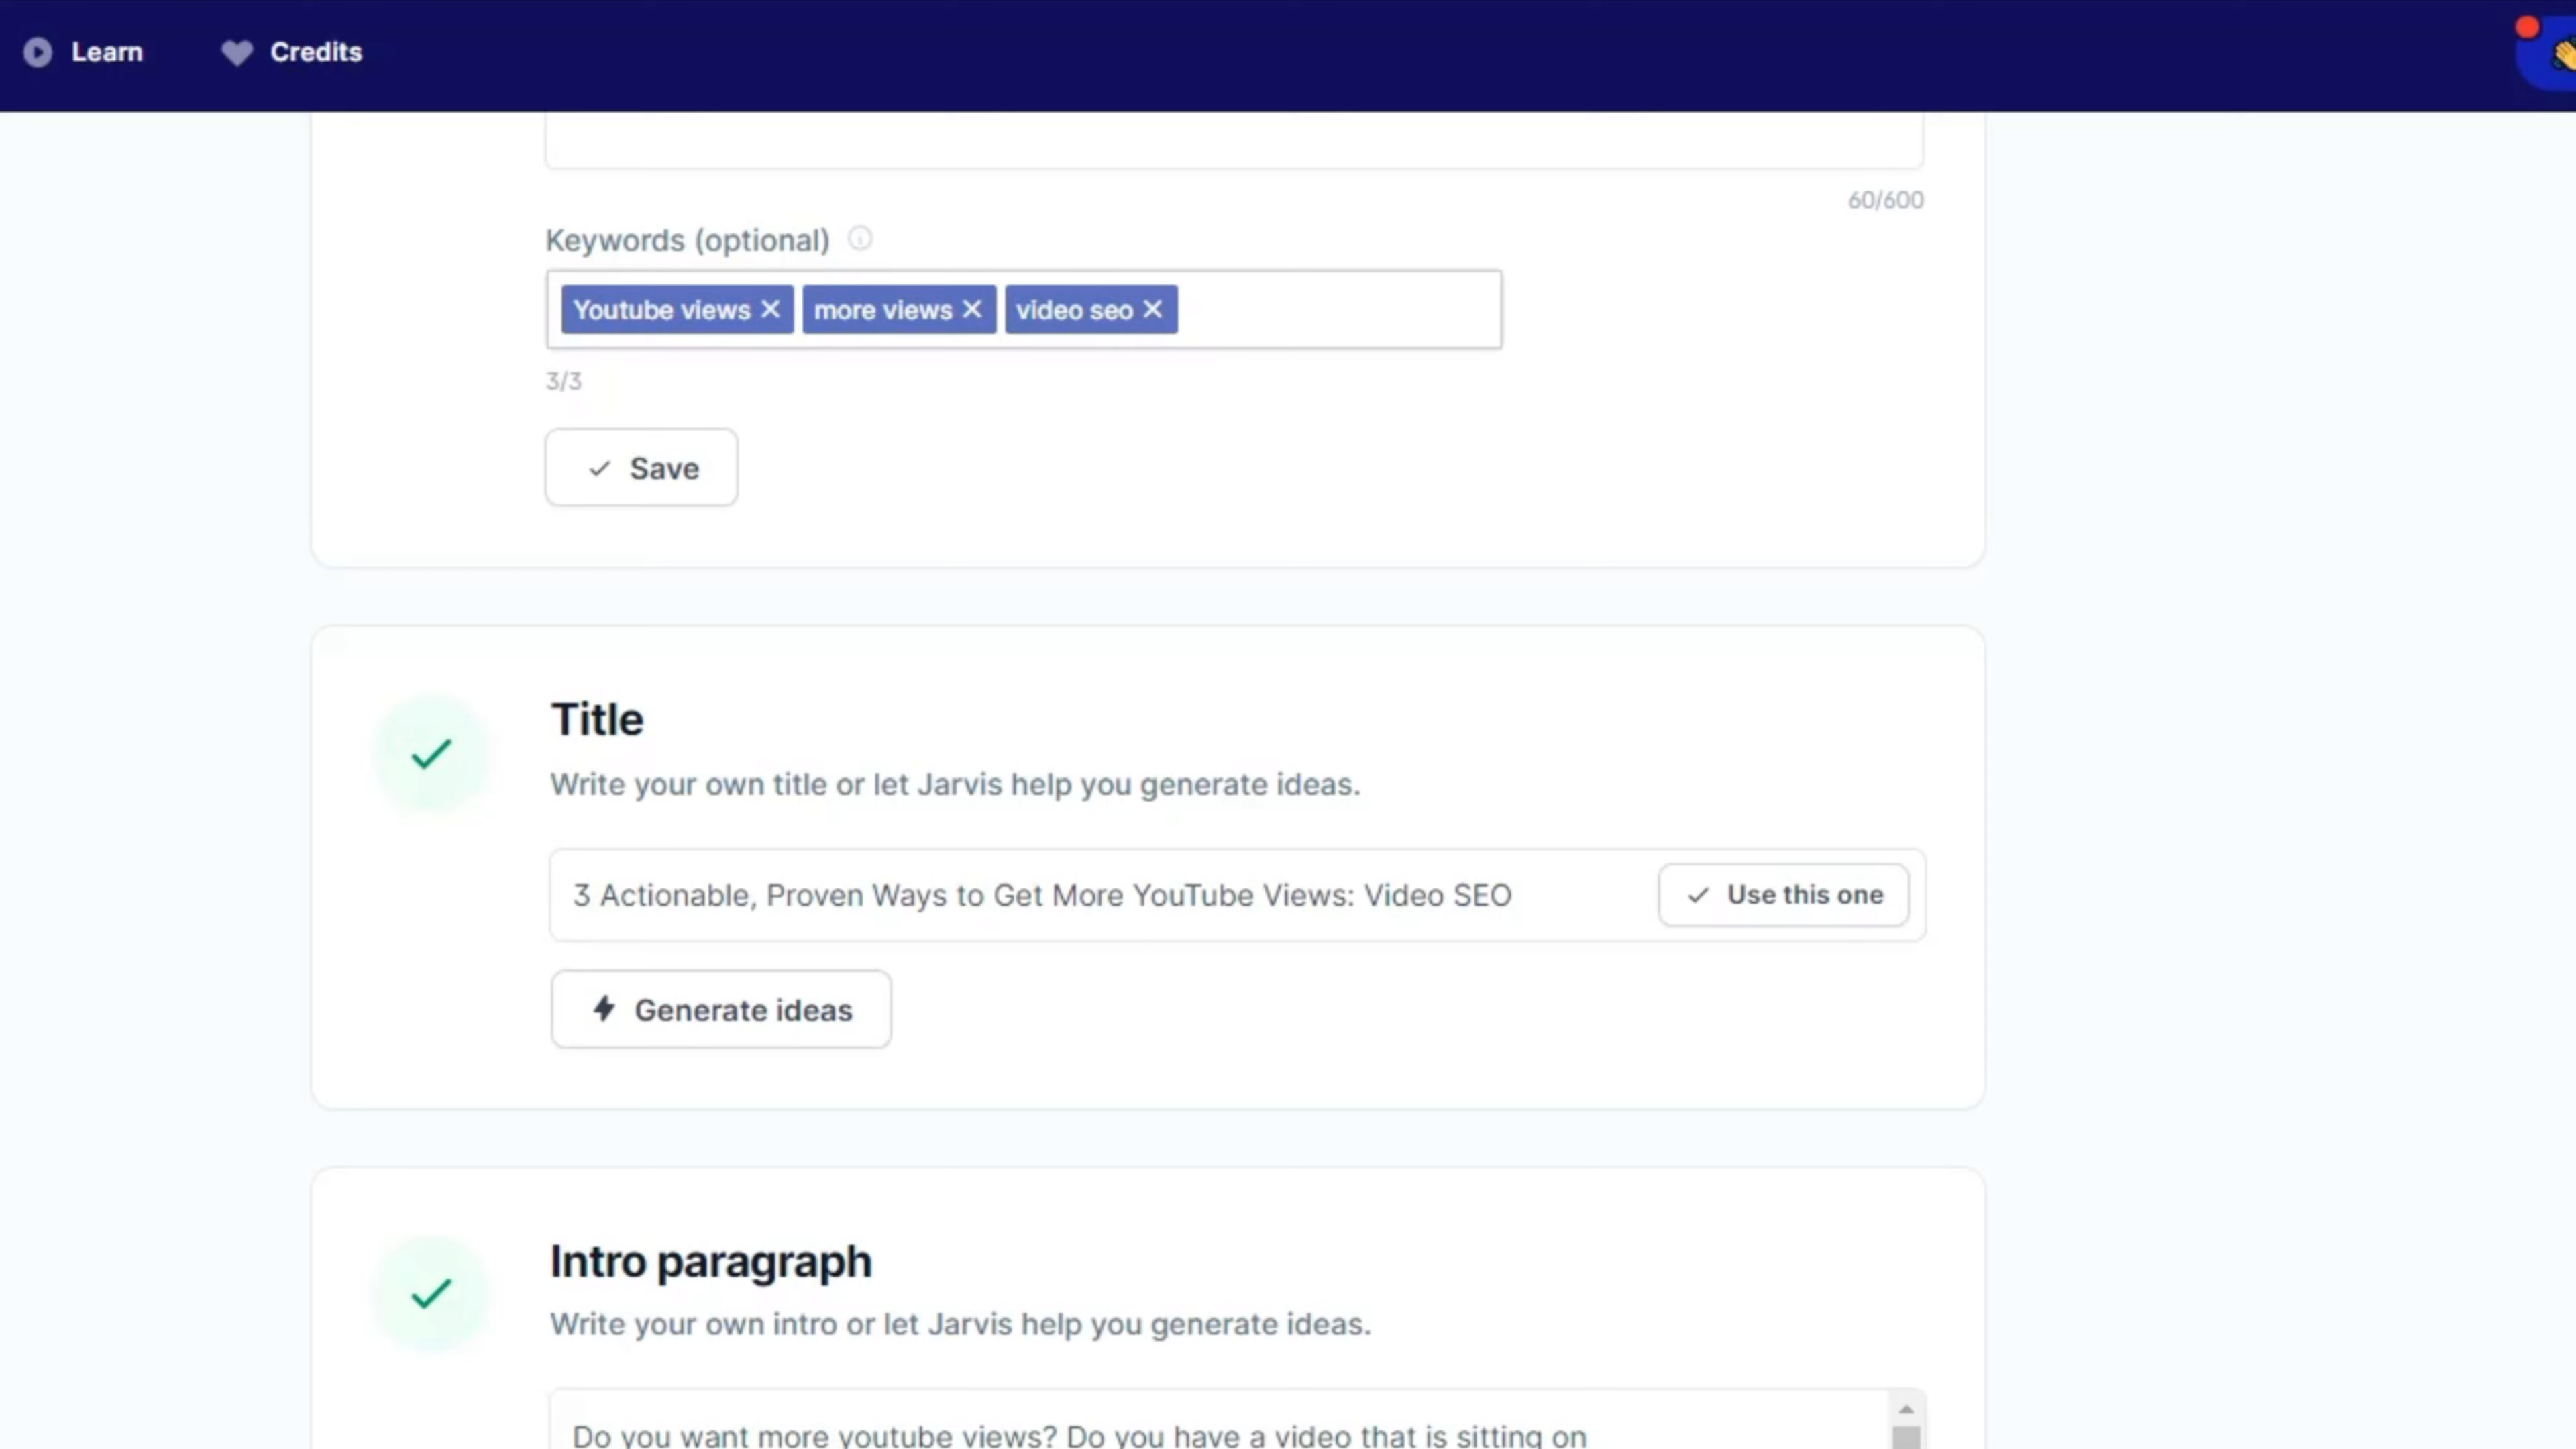 Learn Credits
60/600
Keywords (optional)
Youtube views more views video seo
3/3
Save
Title
Write your own title or let Jarvis help you generate ideas.
3 Actionable, Proven Ways to Get More YouTube Views: Video SEO Use this one
Generate ideas
Intro paragraph
Write your own intro or let Jarvis help you generate ideas.
Do you want more youtube views? Do you have a video that is sitting on